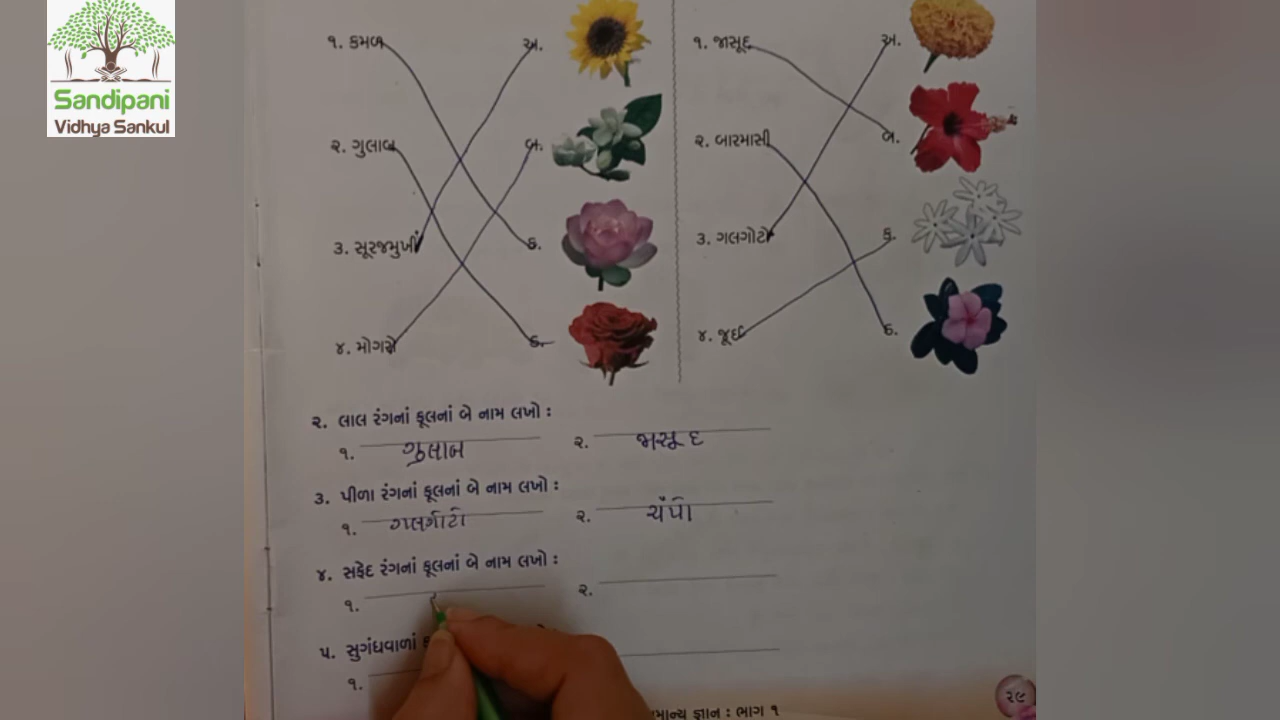 Sandipani
Vidhya Sankul
૧. કમળ
અ.
૨. ગુલાબ
બ.
૩. સૂરજમુખી
ક.
૪. મોગરો
ડ.
૧. જાસૂદ
અ.
૨. બારમાસી
બ.
૩. ગલગોટો
ક.
૪. જૂઈ
ડ.
૨. લાલ રંગનાં ફૂલનાં બે નામ લખો :
૧. ગુલાબ ૨. જાસૂદ
૩. પીળા રંગનાં ફૂલનાં બે નામ લખો :
૧. ગલગોટો ૨. ચંપો
૪. સફેદ રંગનાં ફૂલનાં બે નામ લખો :
૧. ૨.
૫. સુગંધવાળાં
૧.
સામાન્ય જ્ઞાન : ભાગ ૧
૨૯